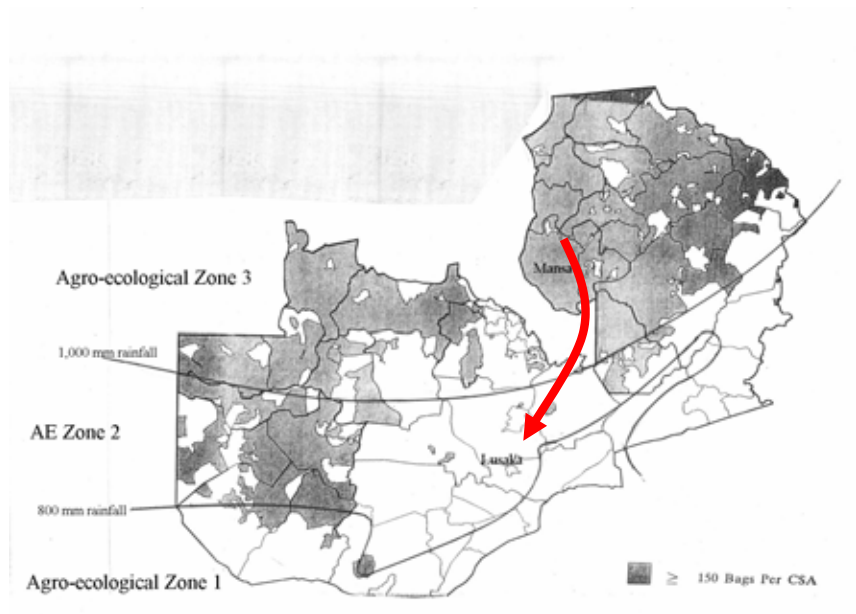 Mansa
Agro-ecological Zone 3
1,000 mm rainfall
AE Zone 2
Lusaka
800 mm rainfall
Agro-ecological Zone 1
≥ 150 Bags Per CSA